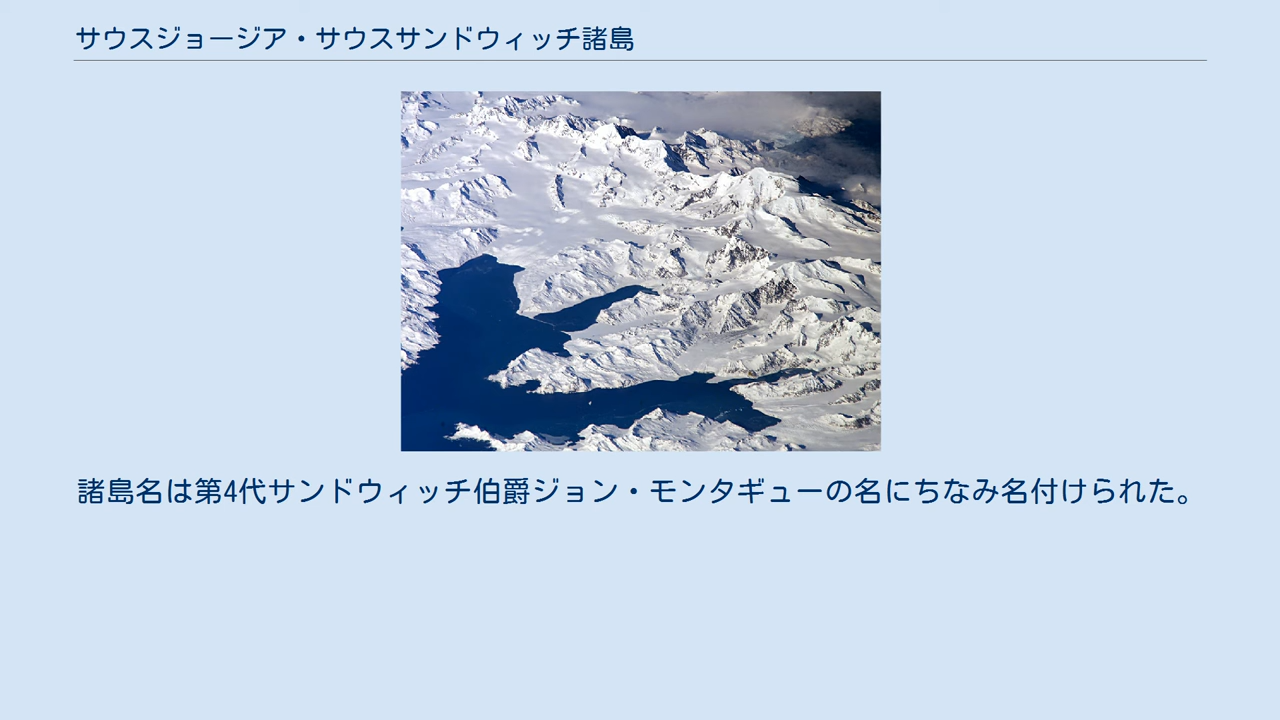 サウスジョージア・サウスサンドウィッチ諸島
諸島名は第4代サンドウィッチ伯爵ジョン・モンタギューの名にちなみ名付けられた。